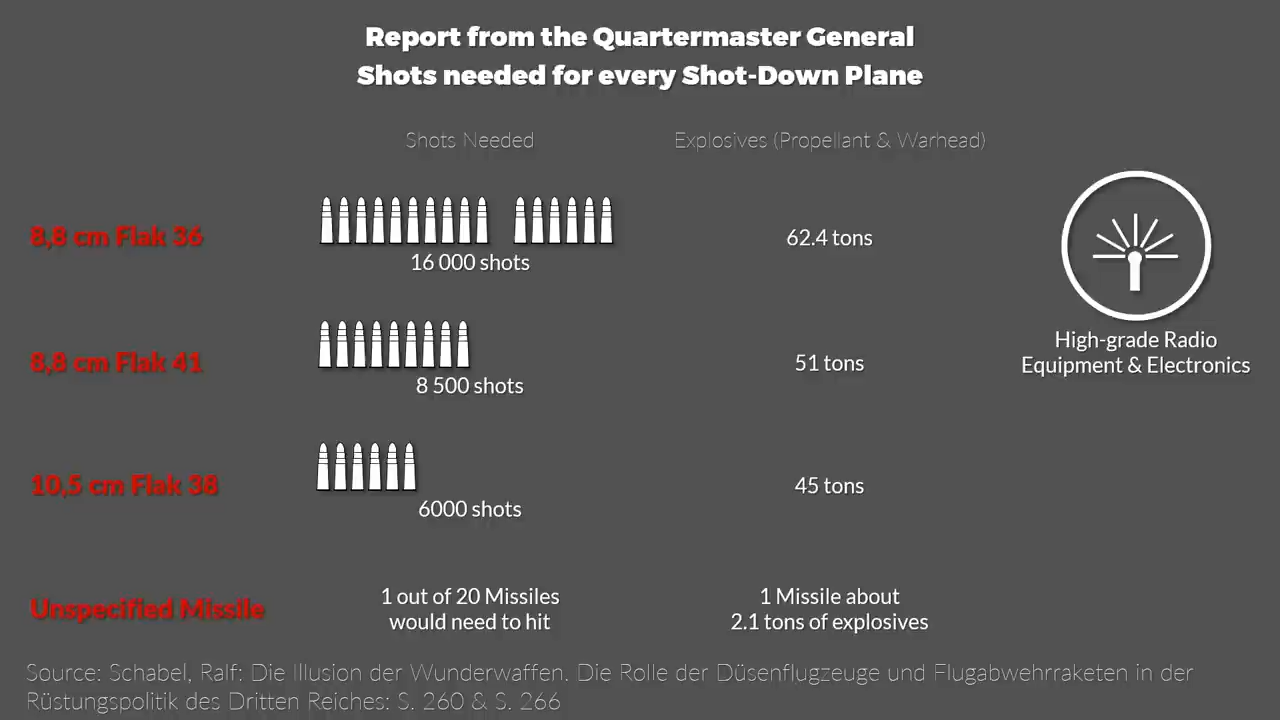 Report from the Quartermaster General
Shots needed for every Shot-Down Plane
Shots Needed
Explosives (Propellant & Warhead)
8,8 cm Flak 36
16 000 shots
62.4 tons
High-grade Radio
Equipment & Electronics
8,8 cm Flak 41
8 500 shots
51 tons
10,5 cm Flak 38
6000 shots
45 tons
Unspecified Missile
1 out of 20 Missiles
would need to hit
1 Missile about
2.1 tons of explosives
Source: Schabel, Ralf: Die Illusion der Wunderwaffen. Die Rolle der Düsenflugzeuge und Flugabwehrraketen in der
Rüstungspolitik des Dritten Reiches: S. 260 & S. 266